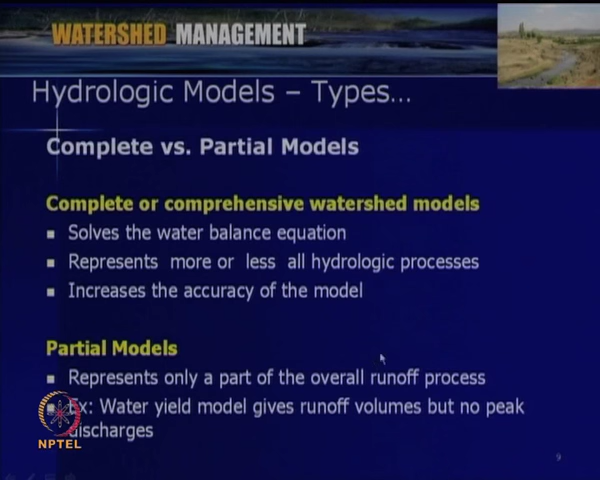 WATERSHED MANAGEMENT
Hydrologic Models – Types...
Complete vs. Partial Models
Complete or comprehensive watershed models
▪ Solves the water balance equation
▪ Represents more or less all hydrologic processes
▪ Increases the accuracy of the model
Partial Models
▪ Represents only a part of the overall runoff process
▪ Ex: Water yield model gives runoff volumes but no peak
discharges
NPTEL
9